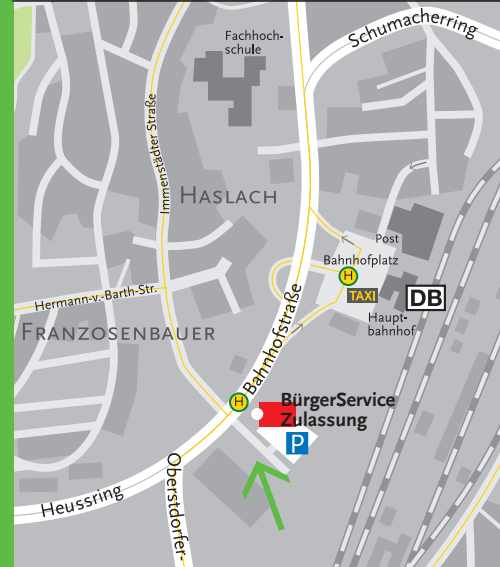 Fachhoch-
schule
Schumacherring
Immenstädter Straße
HASLACH
Post
Bahnhofplatz
H
TAXI
DB
Haupt-
bahnhof
Hermann-v.-Barth-Str.
FRANZOSENBAUER
Bahnhofstraße
H
BürgerService
Zulassung
P
Heussring
Oberstdorfer-